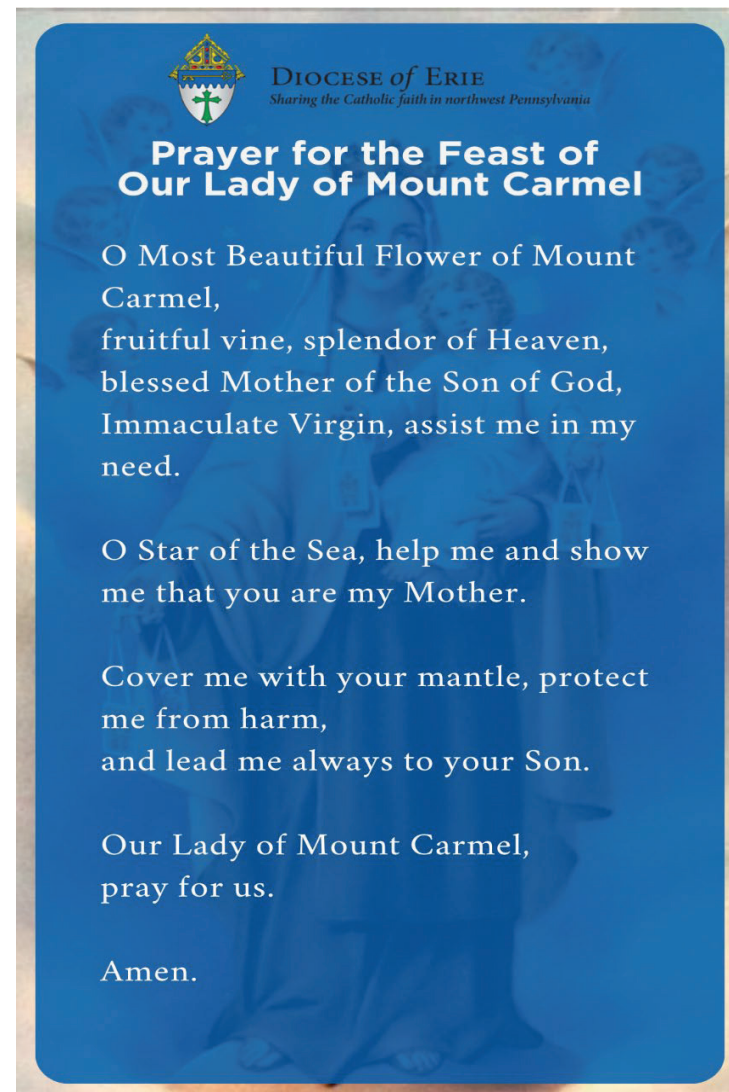 DIOCESE of ERIE
Sharing the Catholic faith in northwest Pennsylvania
Prayer for the Feast of
Our Lady of Mount Carmel
O Most Beautiful Flower of Mount
Carmel,
fruitful vine, splendor of Heaven,
blessed Mother of the Son of God,
Immaculate Virgin, assist me in my
need.
O Star of the Sea, help me and show
me that you are my Mother.
Cover me with your mantle, protect
me from harm,
and lead me always to your Son.
Our Lady of Mount Carmel,
pray for us.
Amen.